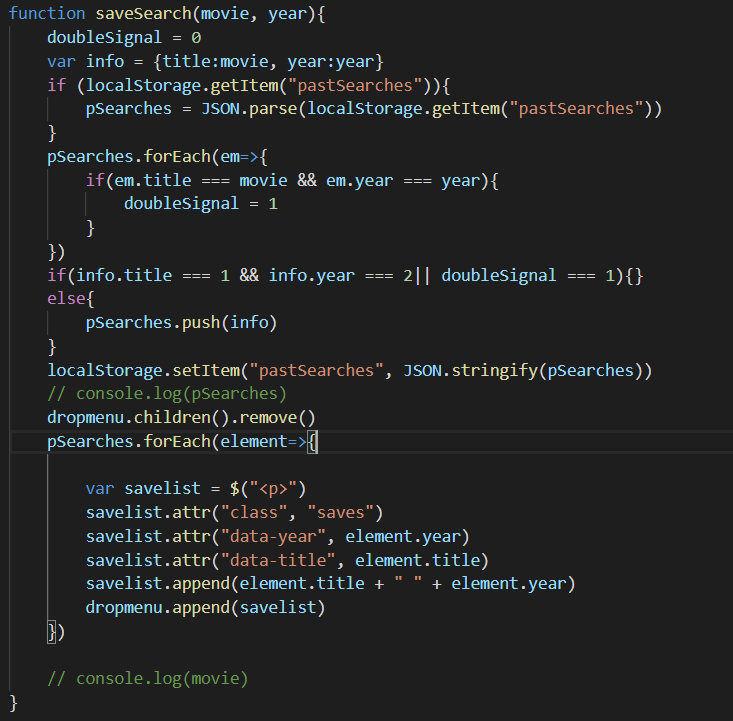 function saveSearch(movie, year){
    doubleSignal = 0
    var info = {title:movie, year:year}
    if (localStorage.getItem("pastSearches")){
        pSearches = JSON.parse(localStorage.getItem("pastSearches"))
    }
    pSearches.forEach(em=>{
        if(em.title === movie && em.year === year){
            doubleSignal = 1
        }
    })
    if(info.title === 1 && info.year === 2|| doubleSignal === 1){}
    else{
        pSearches.push(info)
    }
    localStorage.setItem("pastSearches", JSON.stringify(pSearches))
    // console.log(pSearches)
    dropmenu.children().remove()
    pSearches.forEach(element=>{

        var savelist = $("<p>")
        savelist.attr("class", "saves")
        savelist.attr("data-year", element.year)
        savelist.attr("data-title", element.title)
        savelist.append(element.title + " " + element.year)
        dropmenu.append(savelist)
    })

    // console.log(movie)
}